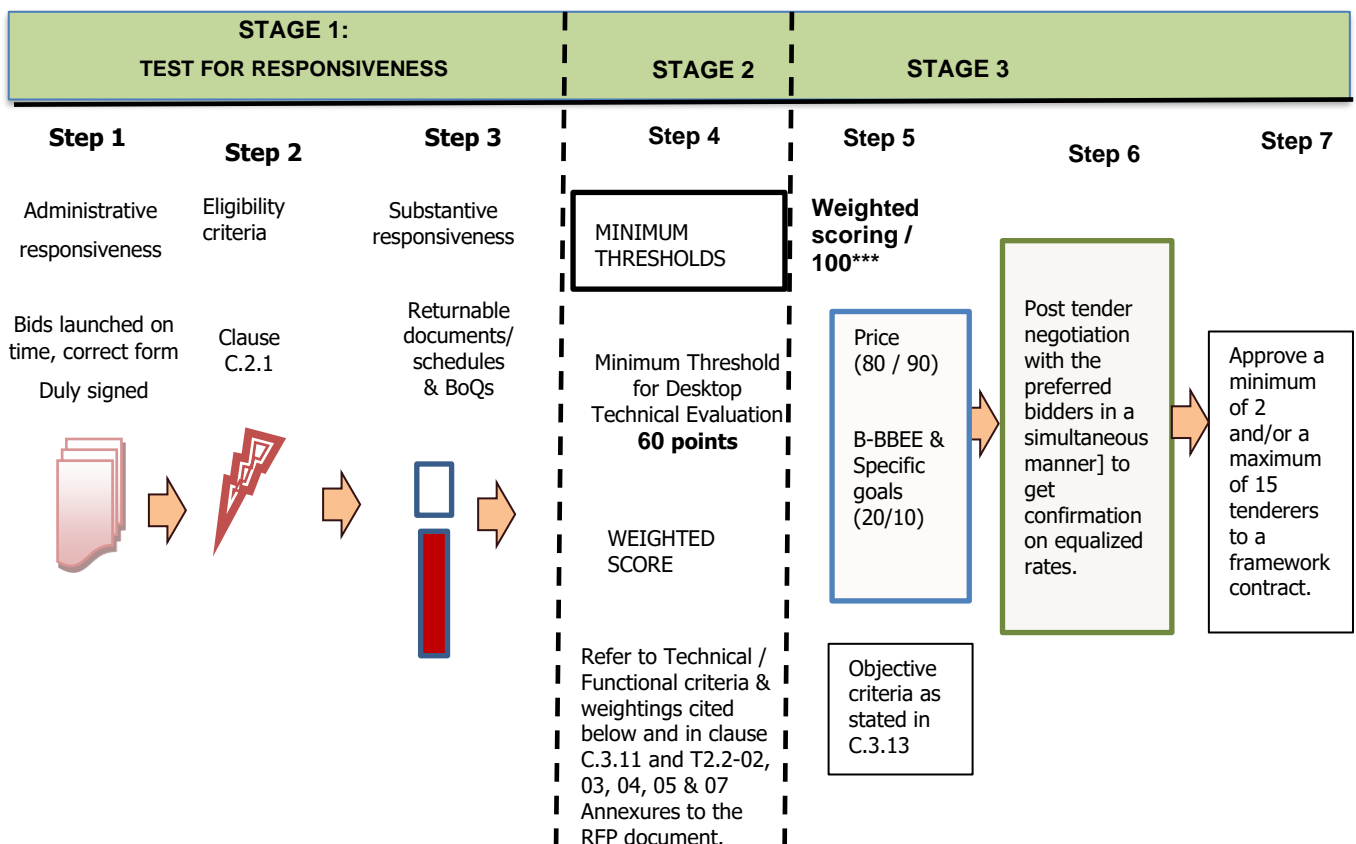 STAGE 1:
TEST FOR RESPONSIVENESS
STAGE 2
STAGE 3
Step 1
Administrative
responsiveness
Bids launched on
time, correct form
Duly signed
Step 2
Eligibility
criteria
Clause
C.2.1
Step 3
Substantive
responsiveness
Returnable
documents/
schedules
& BoQs
Step 4
MINIMUM
THRESHOLDS
Minimum Threshold
for Desktop
Technical Evaluation
60 points
WEIGHTED
SCORE
Refer to Technical /
Functional criteria &
weightings cited
below and in clause
C.3.11 and T2.2-02,
03, 04, 05 & 07
Annexures to the
RFP document.
Step 5
Weighted
scoring /
100***
Price
(80 / 90)
B-BBEE &
Specific
goals
(20/10)
Objective
criteria as
stated in
C.3.13
Step 6
Post tender
negotiation
with the
preferred
bidders in a
simultaneous
manner] to
get
confirmation
on equalized
rates.
Step 7
Approve a
minimum
of 2
and/or a
maximum
of 15
tenderers
to a
framework
contract.